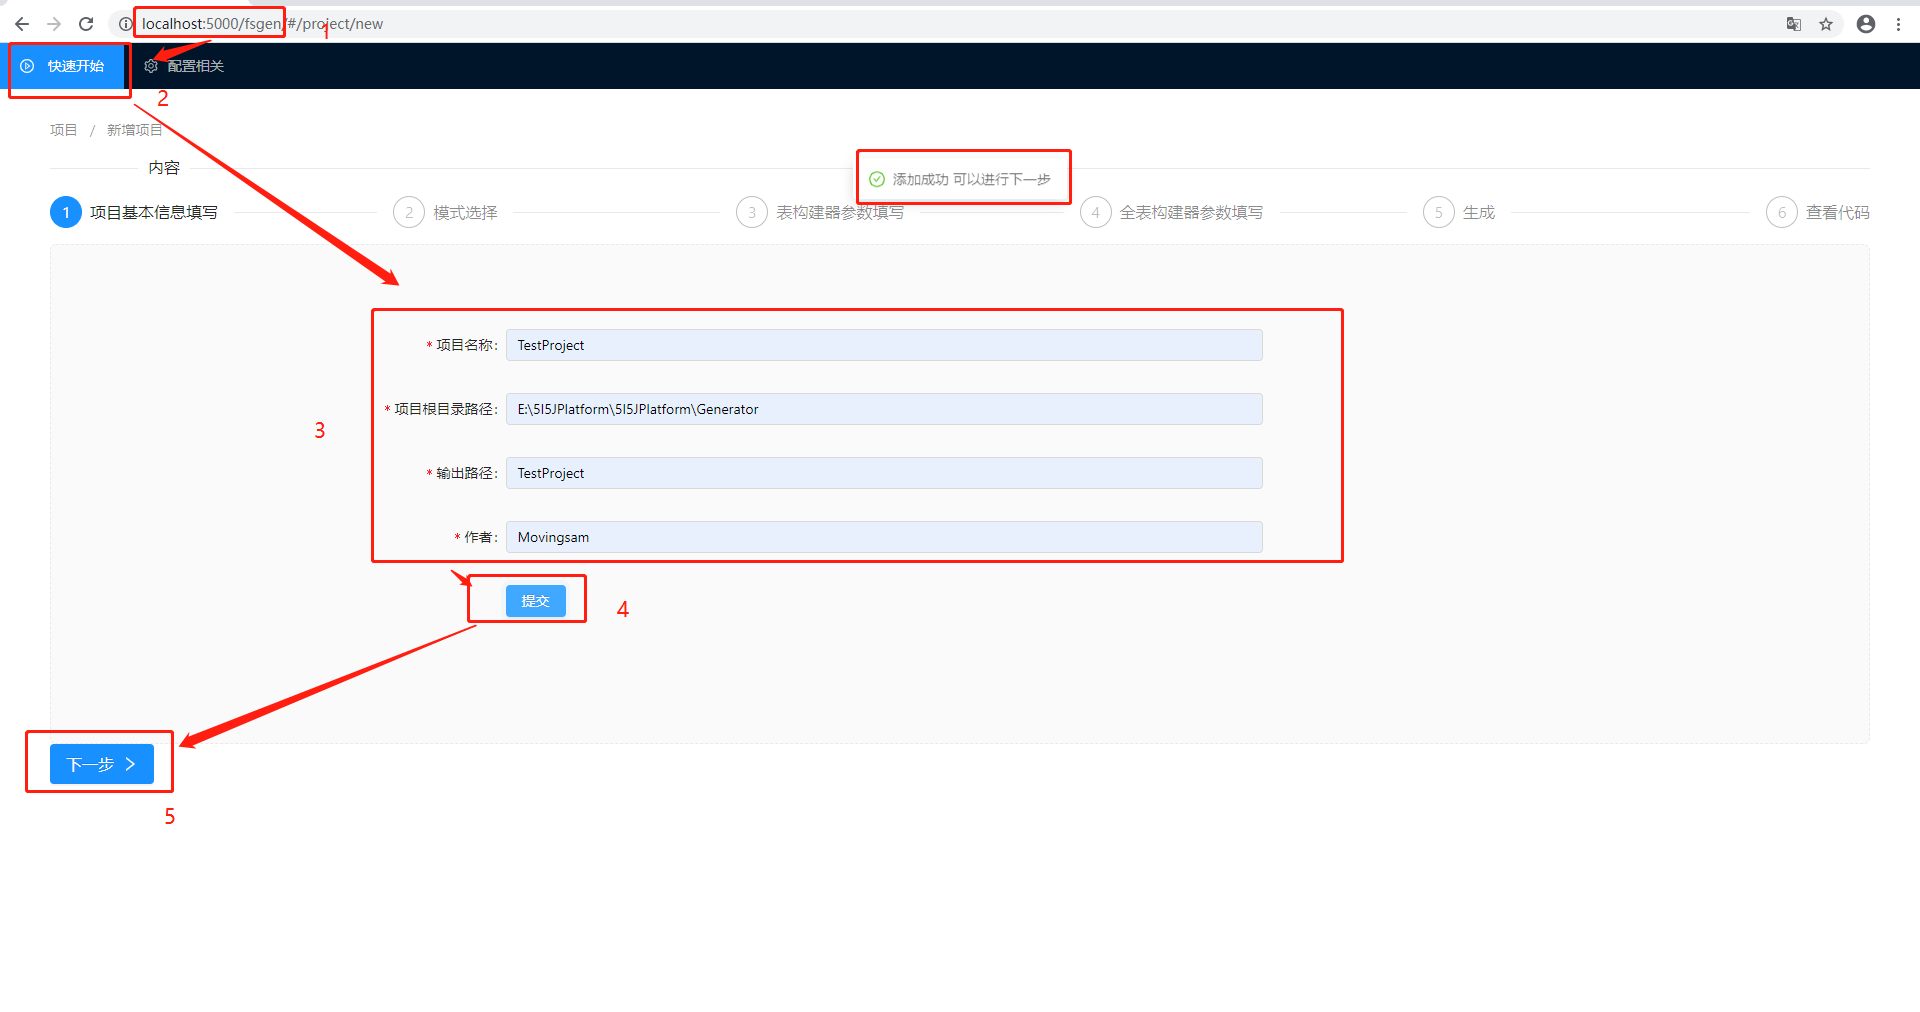 localhost:5000/fsgen/#/project/new
1
快速开始
配置相关
2
项目 / 新增项目
内容
添加成功 可以进行下一步
1 项目基本信息填写
2 模式选择
3 表构建器参数填写
4 全表构建器参数填写
5 生成
6 查看代码
* 项目名称: TestProject
* 项目根目录路径: E:\5I5JPlatform\5I5JPlatform\Generator
3
* 输出路径: TestProject
* 作者: Movingsam
提交
4
下一步
5